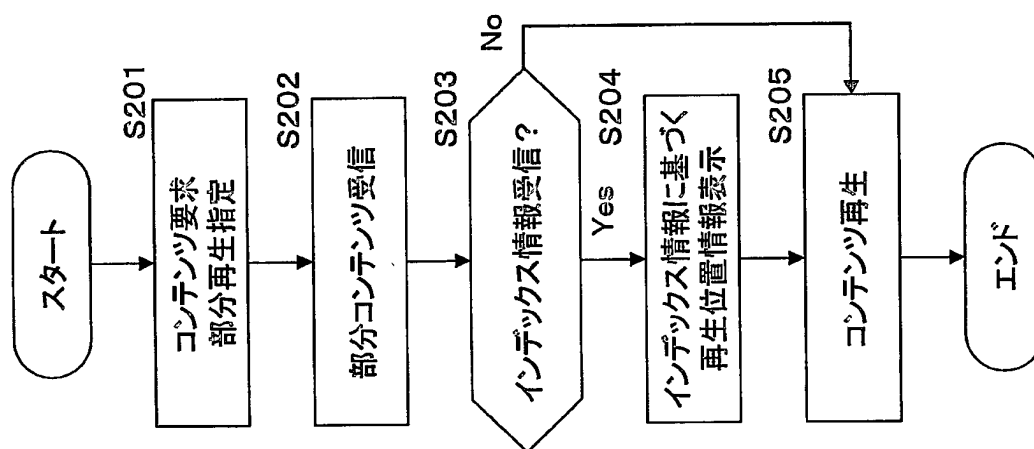 スタート
S201
コンテンツ要求
部分再生指定
S202
部分コンテンツ受信
S203
インデックス情報受信？
No
Yes
S204
インデックス情報に基づく
再生位置情報表示
S205
コンテンツ再生
エンド